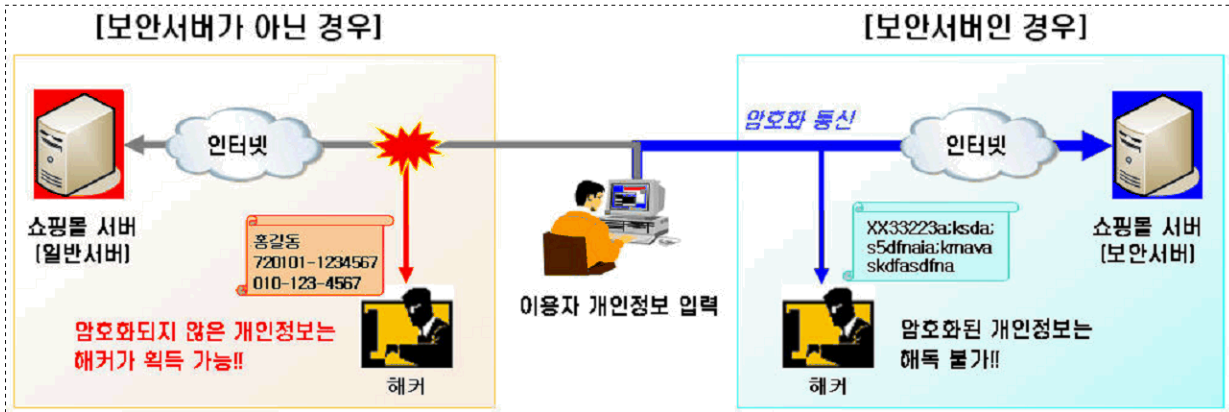 [보안서버가 아닌 경우]
인터넷
쇼핑몰 서버
(일반서버)
홍길동
720101-1234567
010-123-4567
암호화되지 않은 개인정보는
해커가 획득 가능!!
해커
이용자 개인정보 입력
[보안서버인 경우]
암호화 통신
인터넷
쇼핑몰 서버
(보안서버)
XX33223a;ksda;
s5dfnaia;kmava
skdfasdfna
암호화된 개인정보는
해독 불가!!
해커